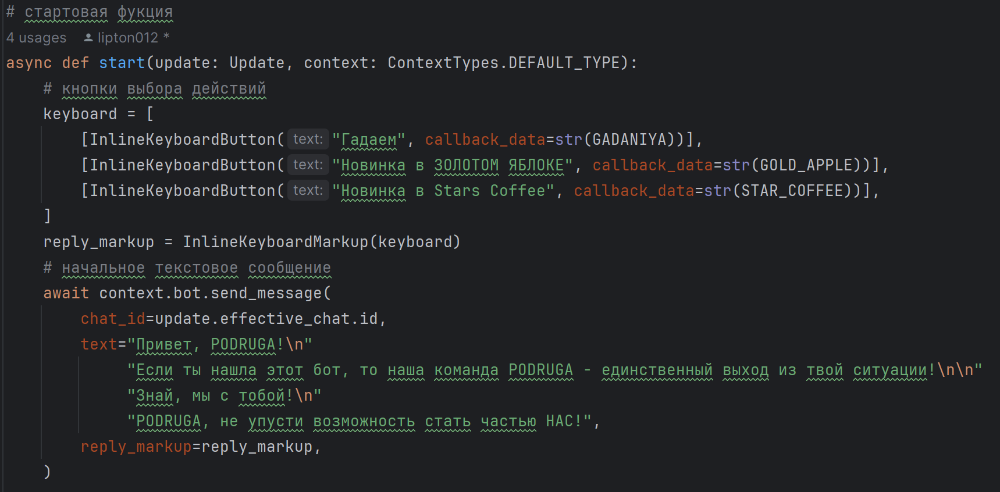 # стартовая фукция
4 usages lipton012 *
async def start(update: Update, context: ContextTypes.DEFAULT_TYPE):
    # кнопки выбора действий
    keyboard = [
        [InlineKeyboardButton( text: "Гадаем", callback_data=str(GADANIYA))],
        [InlineKeyboardButton( text: "Новинка в ЗОЛОТОМ ЯБЛОКЕ", callback_data=str(GOLD_APPLE))],
        [InlineKeyboardButton( text: "Новинка в Stars Coffee", callback_data=str(STAR_COFFEE))],
    ]
    reply_markup = InlineKeyboardMarkup(keyboard)
    # начальное текстовое сообщение
    await context.bot.send_message(
        chat_id=update.effective_chat.id,
        text="Привет, PODRUGA!\n"
             "Если ты нашла этот бот, то наша команда PODRUGA - единственный выход из твой ситуации!\n\n"
             "Знай, мы с тобой!\n"
             "PODRUGA, не упусти возможность стать частью НАС!",
        reply_markup=reply_markup,
    )